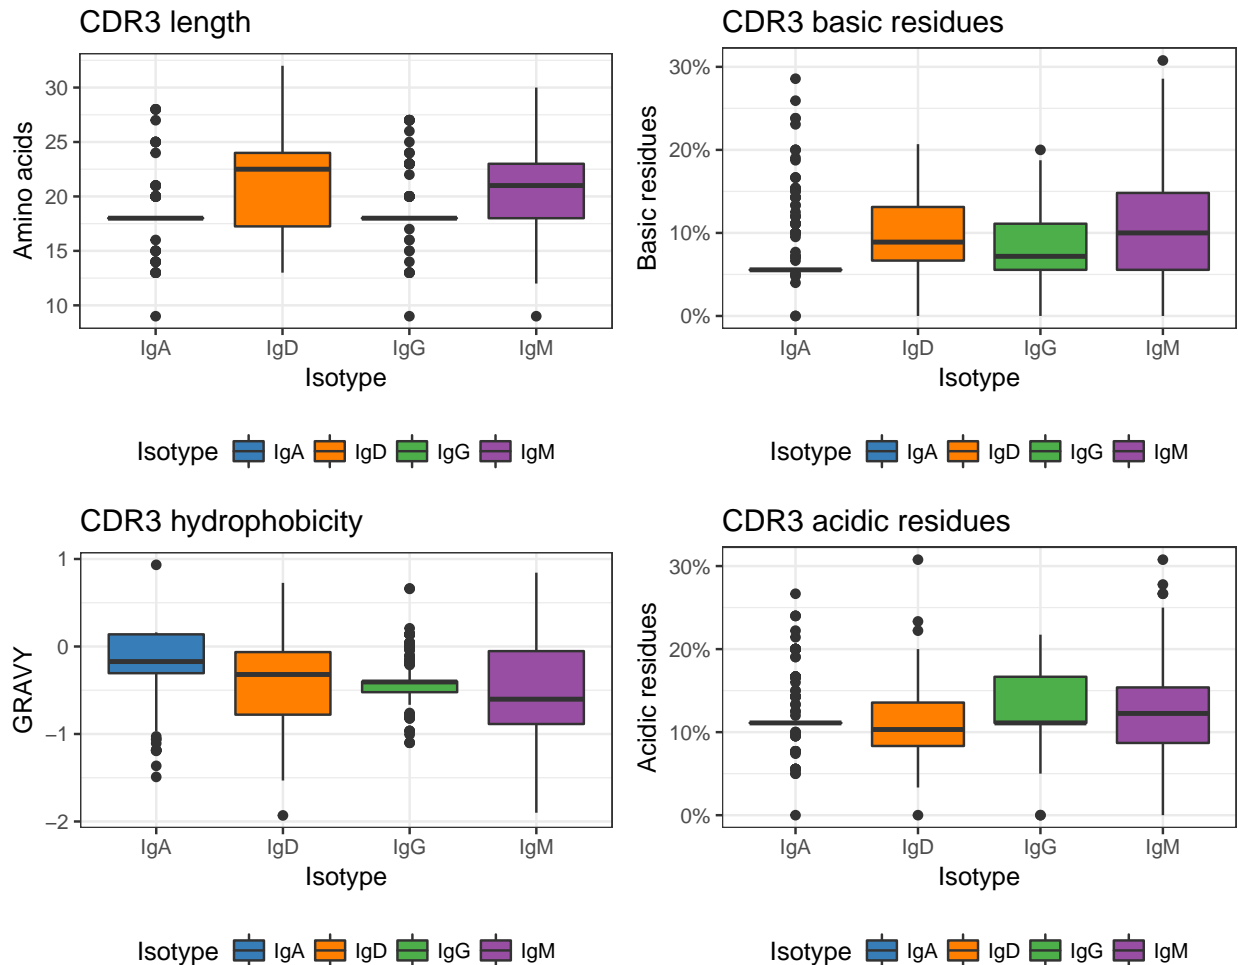 CDR3 length
Amino acids
30
25
20
15
10
IgA IgD IgG IgM
Isotype
Isotype IgA IgD IgG IgM
CDR3 basic residues
Basic residues
30%
20%
10%
0%
IgA IgD IgG IgM
Isotype
Isotype IgA IgD IgG IgM
CDR3 hydrophobicity
GRAVY
1
0
−1
−2
IgA IgD IgG IgM
Isotype
Isotype IgA IgD IgG IgM
CDR3 acidic residues
Acidic residues
30%
20%
10%
0%
IgA IgD IgG IgM
Isotype
Isotype IgA IgD IgG IgM